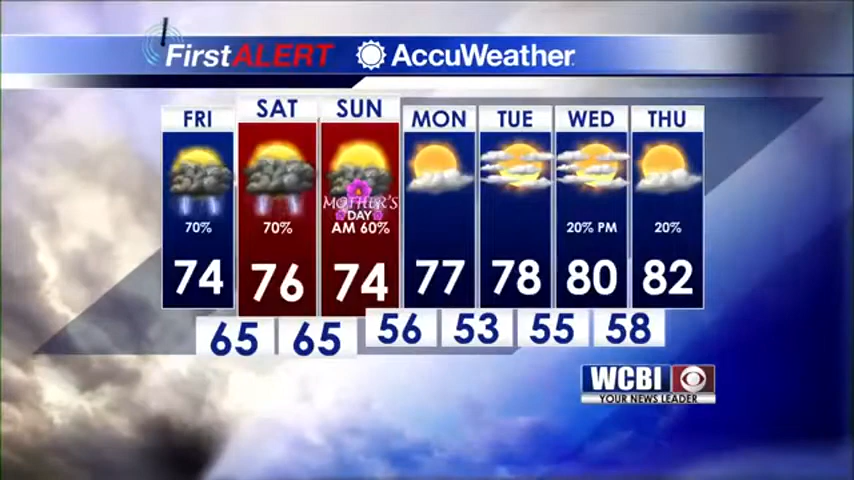 FirstALERT AccuWeather
FRI SAT SUN MON TUE WED THU
MOTHER'S
DAY
70% 70% AM 60% 20% PM 20%
74 76 74 77 78 80 82
65 65 56 53 55 58
WCBI
YOUR NEWS LEADER